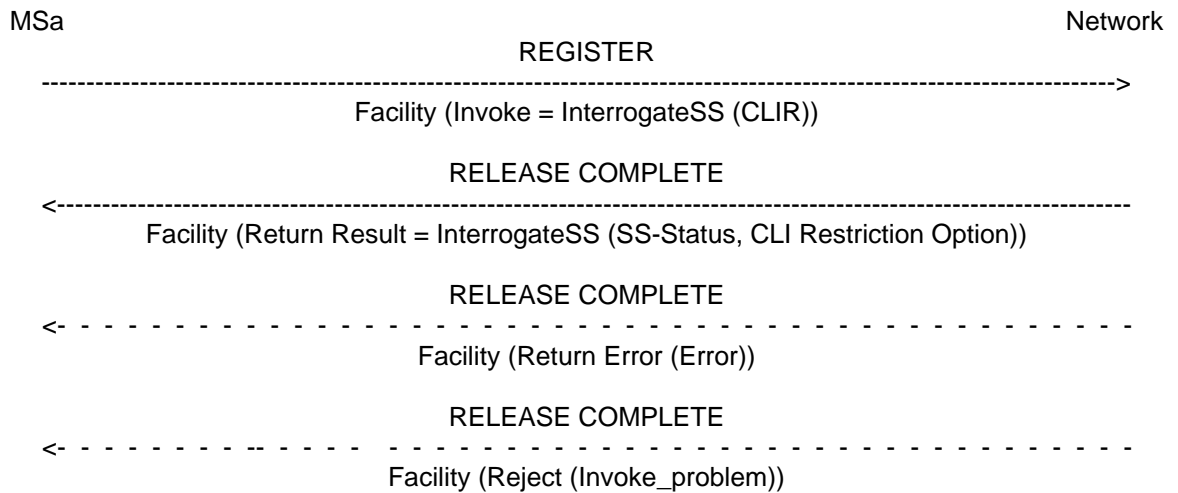 MSa Network
REGISTER
------------------------------------------------------------------------------------------------------------------------>
Facility (Invoke = InterrogateSS (CLIR))
RELEASE COMPLETE
<------------------------------------------------------------------------------------------------------------------------
Facility (Return Result = InterrogateSS (SS-Status, CLI Restriction Option))
RELEASE COMPLETE
<- - - - - - - - - - - - - - - - - - - - - - - - - - - - - - - - - - - - - - - - - - - - -
Facility (Return Error (Error))
RELEASE COMPLETE
<- - - - - - - - -- - - - - - - - - - - - - - - - - - - - - - - - - - - - - - - - - - - -
Facility (Reject (Invoke_problem))